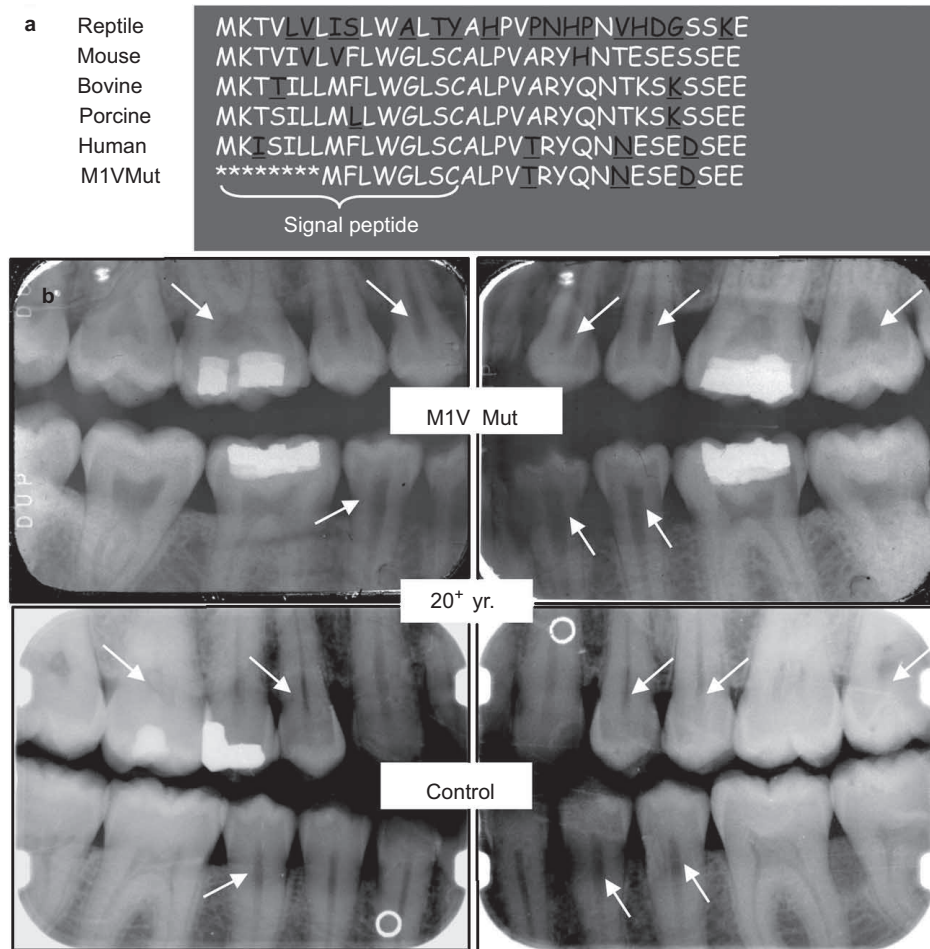 a
Reptile MKTVLVLISLWALTYAHPVPNHPNVHDGSSKE
Mouse MKTVIVLVFLWGLSCALPVARYHNTESESSEE
Bovine MKTTILLMFLWGLSCALPVARYQNTKSKSSEE
Porcine MKTSILLMLLWGLSCALPVARYQNTKSKSSEE
Human MKISILLMFLWGLSCALPVTRYQNNESEDSEE
M1VMut ********MFLWGLSCALPVTRYQNNESEDSEE
Signal peptide
b
M1V Mut
DUP
20+ yr.
Control